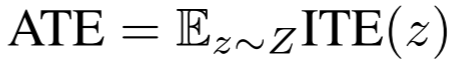 ATE = 𝔼_{z∼Z}ITE(z)